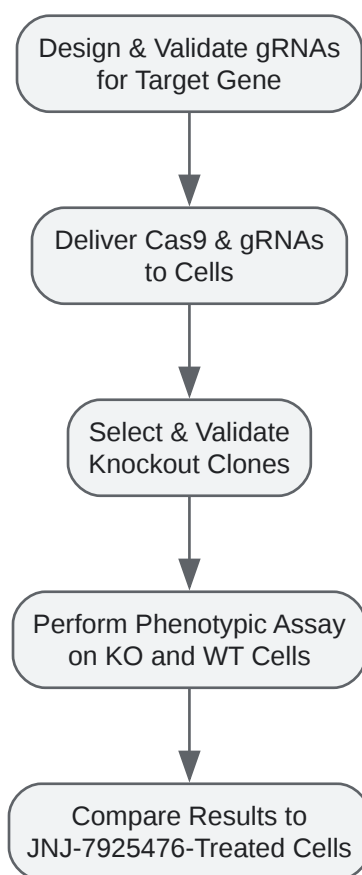 Design & Validate gRNAs
for Target Gene
Deliver Cas9 & gRNAs
to Cells
Select & Validate
Knockout Clones
Perform Phenotypic Assay
on KO and WT Cells
Compare Results to
JNJ-7925476-Treated Cells